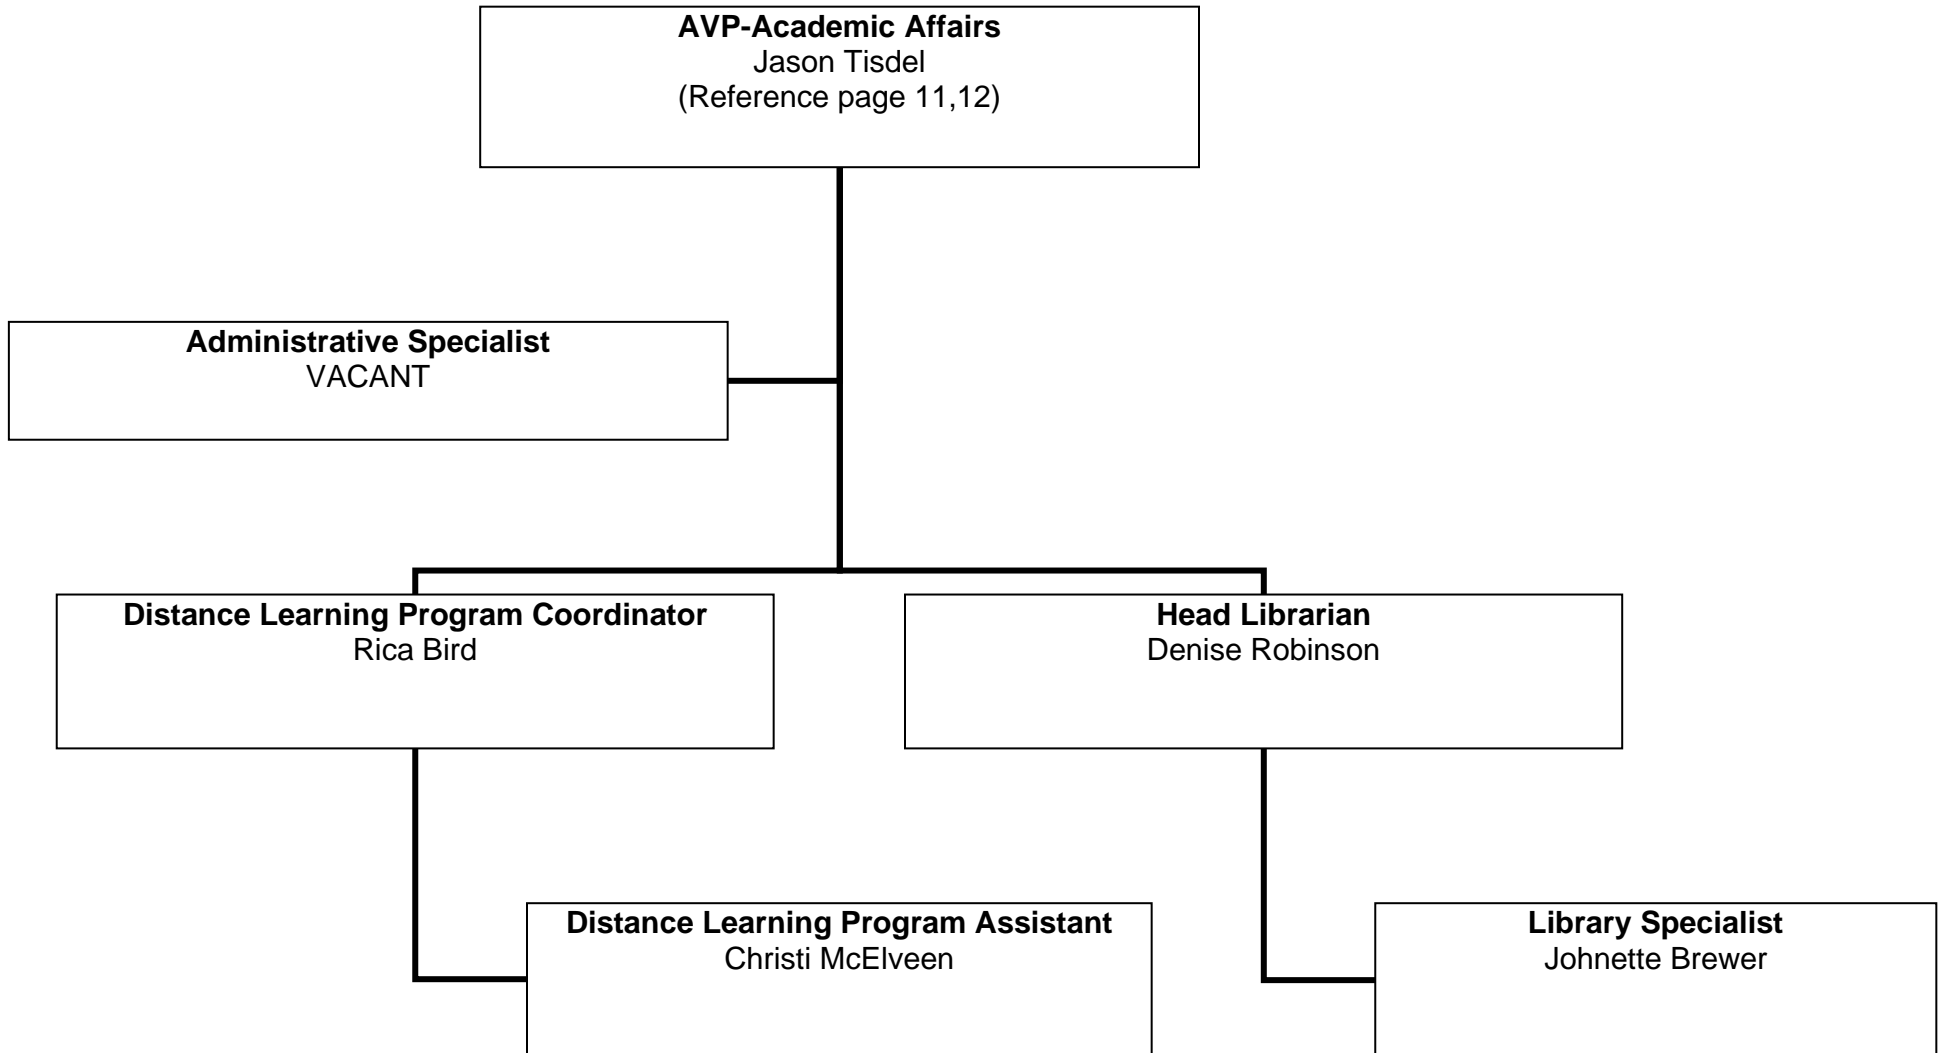 AVP-Academic Affairs
Jason Tisdel
(Reference page 11,12)
Administrative Specialist
VACANT
Distance Learning Program Coordinator
Rica Bird
Head Librarian
Denise Robinson
Distance Learning Program Assistant
Christi McElveen
Library Specialist
Johnette Brewer